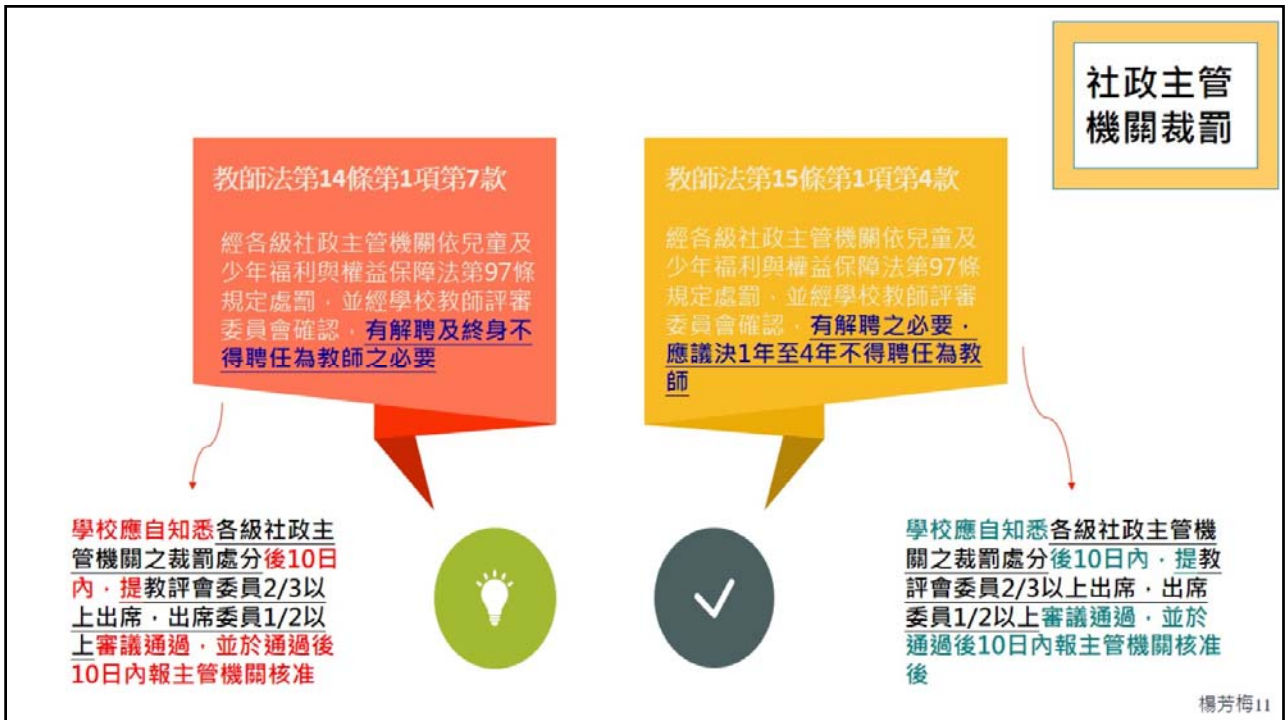 社政主管
機關裁罰
教師法第14條第1項第7款
經各級社政主管機關依兒童及
少年福利與權益保障法第97條
規定處罰，並經學校教師評審
委員會確認，有解聘及終身不
得聘任為教師之必要
教師法第15條第1項第4款
經各級社政主管機關依兒童及
少年福利與權益保障法第97條
規定處罰、並經學校教師評審
委員會確認，有解聘之必要，
應議決1年至4年不得聘任為教
師
學校應自知悉各級社政主
管機關之裁罰處分後10日
內，提教評會委員2/3以
上出席，出席委員1/2以
上審議通過，並於通過後
10日內報主管機關核准
學校應自知悉各級社政主管機
關之裁罰處分後10日內，提教
評會委員2/3以上出席，出席
委員1/2以上審議通過，並於
通過後10日內報主管機關核准
後
楊芳梅11